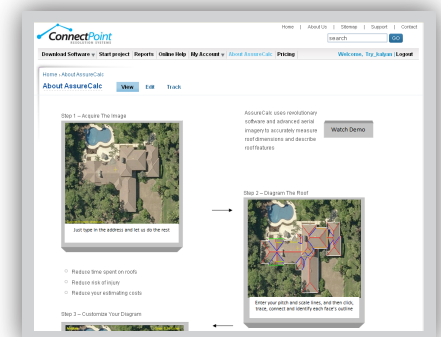 Home | About Us | Sitemap | Support | Contact
ConnectPoint
search GO
Download Software Start project Reports Online Help My Account About AssureCalc Pricing Welcome, Try_kalyan | Logout
Home › About AssureCalc
About AssureCalc View Edit Track
Step 1 – Acquire The Image
AssureCalc uses revolutionary
software and advanced aerial
imagery to accurately measure
roof dimensions and describe
roof features
Watch Demo
Just type in the address and let us do the rest
Step 2 – Diagram The Roof
Reduce time spent on roofs
Reduce risk of injury
Reduce your estimating costs
Enter your pitch and scale lines, and then click,
trace, connect and identify each face's outline
Step 3 – Customize Your Diagram